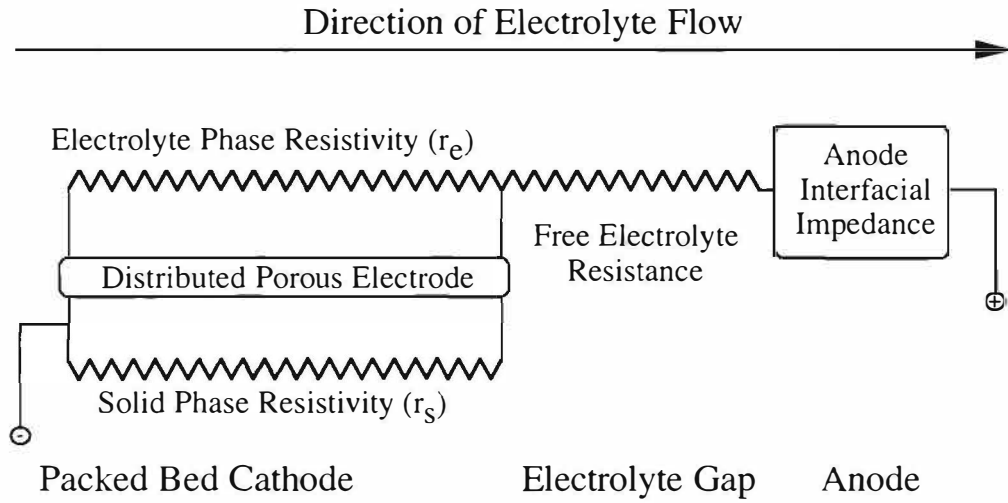 Direction of Electrolyte Flow
Electrolyte Phase Resistivity (re)
Anode
Interfacial
Impedance
Free Electrolyte
Resistance
Distributed Porous Electrode
+
Solid Phase Resistivity (rs)
-
Packed Bed Cathode
Electrolyte Gap
Anode